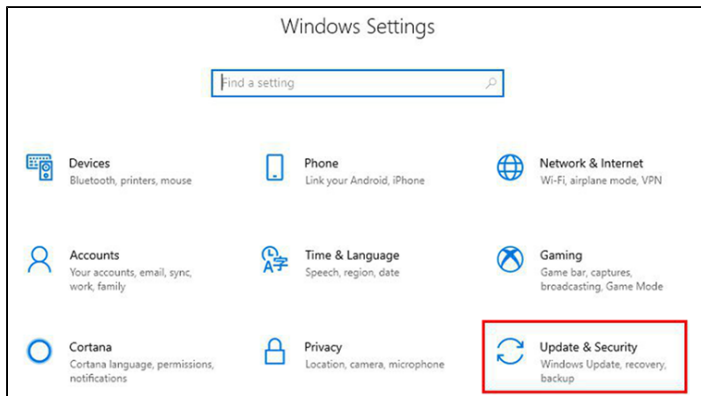 Windows Settings
Find a setting
Devices
Bluetooth, printers, mouse
Phone
Link your Android, iPhone
Network & Internet
Wi-Fi, airplane mode, VPN
Accounts
Your accounts, email, sync,
work, family
Time & Language
Speech, region, date
Gaming
Game bar, captures,
broadcasting, Game Mode
Cortana
Cortana language, permissions,
notifications
Privacy
Location, camera, microphone
Update & Security
Windows Update, recovery,
backup